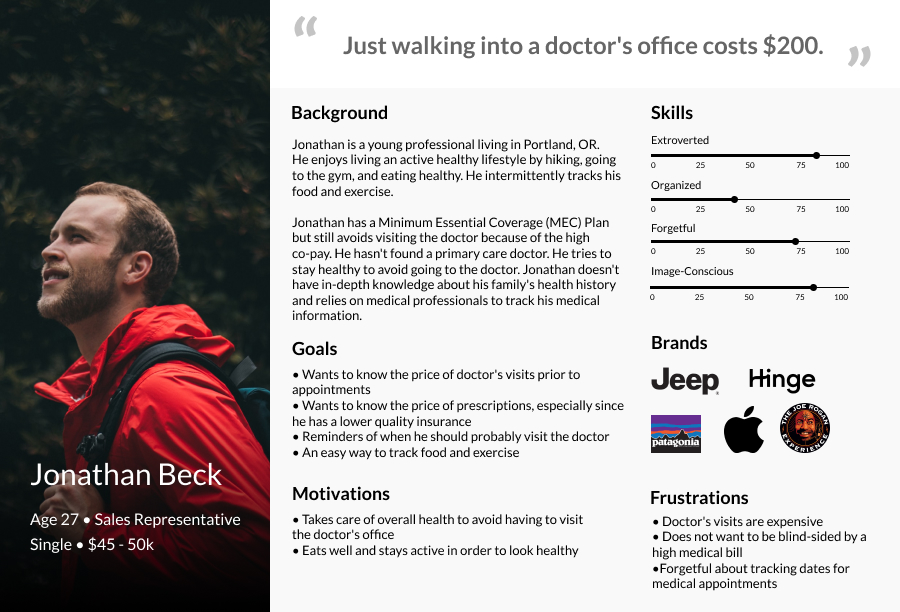 “
Just walking into a doctor's office costs $200.
”
Background
Jonathan is a young professional living in Portland, OR.
He enjoys living an active healthy lifestyle by hiking, going
to the gym, and eating healthy. He intermittently tracks his
food and exercise.
Jonathan has a Minimum Essential Coverage (MEC) Plan
but still avoids visiting the doctor because of the high
co-pay. He hasn't found a primary care doctor. He tries to
stay healthy to avoid going to the doctor. Jonathan doesn't
have in-depth knowledge about his family's health history
and relies on medical professionals to track his medical
information.
Goals
• Wants to know the price of doctor's visits prior to
appointments
• Wants to know the price of prescriptions, especially since
he has a lower quality insurance
• Reminders of when he should probably visit the doctor
• An easy way to track food and exercise
Motivations
• Takes care of overall health to avoid having to visit
the doctor's office
• Eats well and stays active in order to look healthy
Skills
Extroverted
0 25 50 75 100
Organized
0 25 50 75 100
Forgetful
0 25 50 75 100
Image-Conscious
0 25 50 75 100
Brands
Jeep
Hinge
patagonia
THE JOE ROGAN
EXPERIENCE
Frustrations
• Doctor's visits are expensive
• Does not want to be blind-sided by a
high medical bill
•Forgetful about tracking dates for
medical appointments
Jonathan Beck
Age 27 • Sales Representative
Single • $45 - 50k